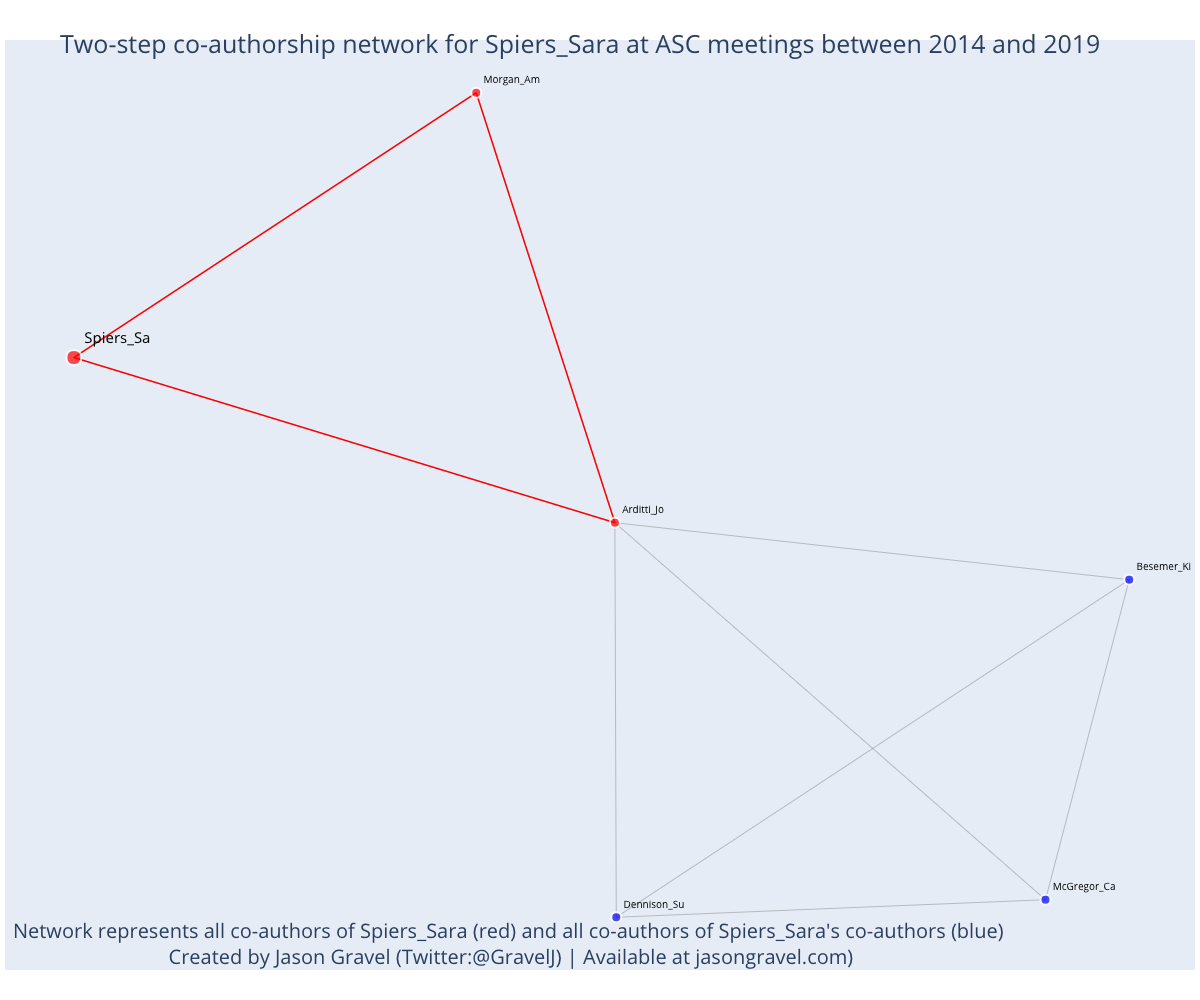 Two-step co-authorship network for Spiers_Sara at ASC meetings between 2014 and 2019
Morgan_Am
Spiers_Sa
Arditti_Jo
Besemer_Ki
McGregor_Ca
Dennison_Su
Network represents all co-authors of Spiers_Sara (red) and all co-authors of Spiers_Sara's co-authors (blue)
Created by Jason Gravel (Twitter:@GravelJ) | Available at jasongravel.com)